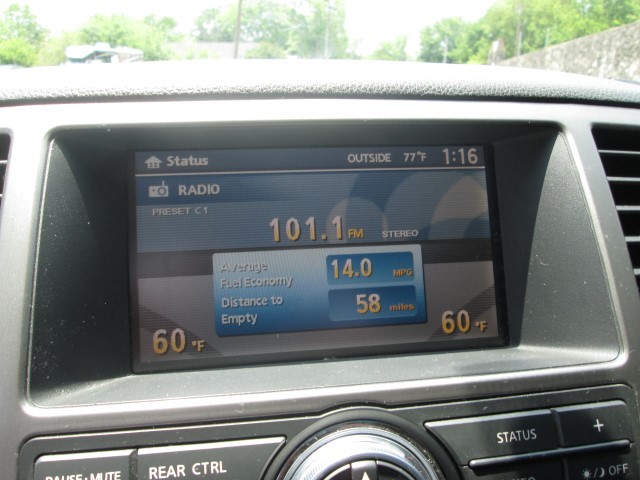 Status OUTSIDE 77°F 1:16
RADIO
PRESET C1
101.1 FM STEREO
Average Fuel Economy 14.0 MPG
Distance to Empty 58 miles
60 °F 60 °F
STATUS +
PAUSE·MUTE REAR CTRL
OFF